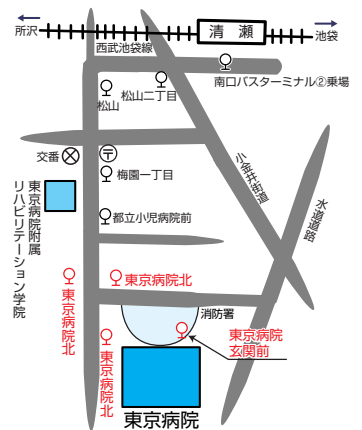 所沢
清瀬
池袋
西武池袋線
南口バスターミナル②乗場
松山二丁目
松山
交番
〒
小金井街道
梅園一丁目
水道道路
東京病院附属
リハビリテーション学院
都立小児病院前
東京病院北
東京病院北
消防署
東京病院
玄関前
東京病院北
東京病院